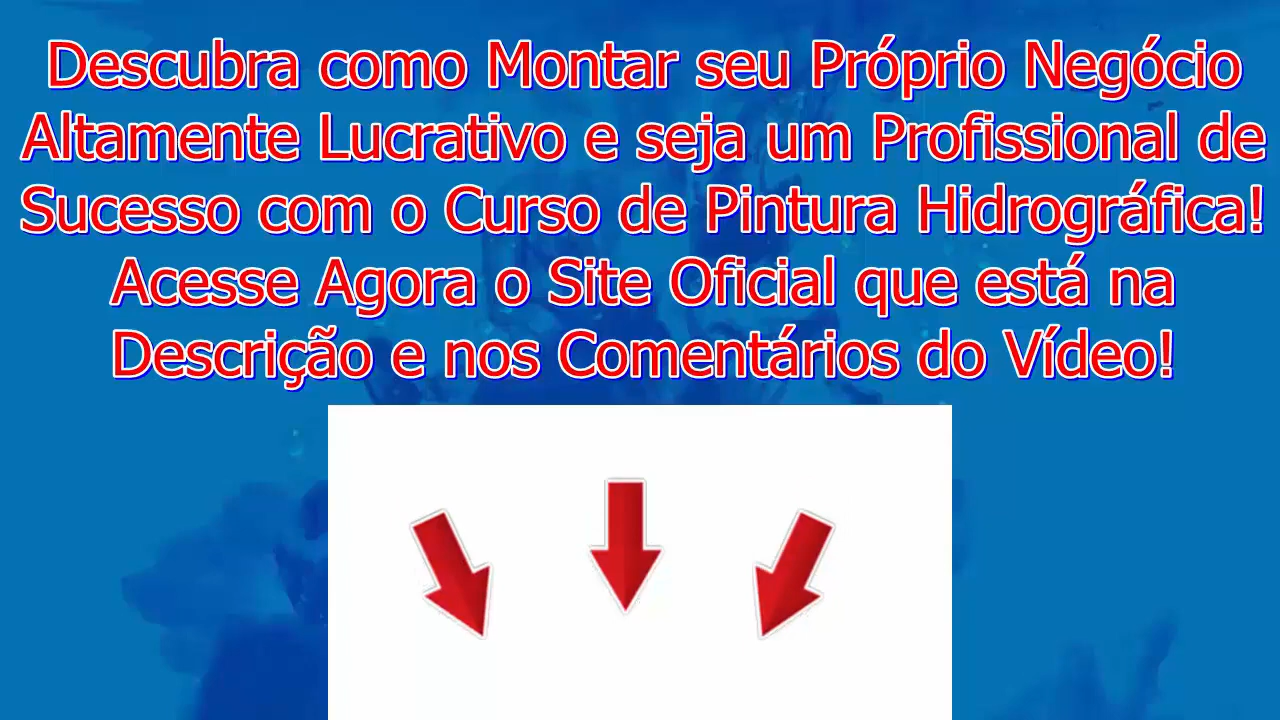 Descubra como Montar seu Próprio Negócio
Altamente Lucrativo e seja um Profissional de
Sucesso com o Curso de Pintura Hidrográfica!
Acesse Agora o Site Oficial que está na
Descrição e nos Comentários do Vídeo!